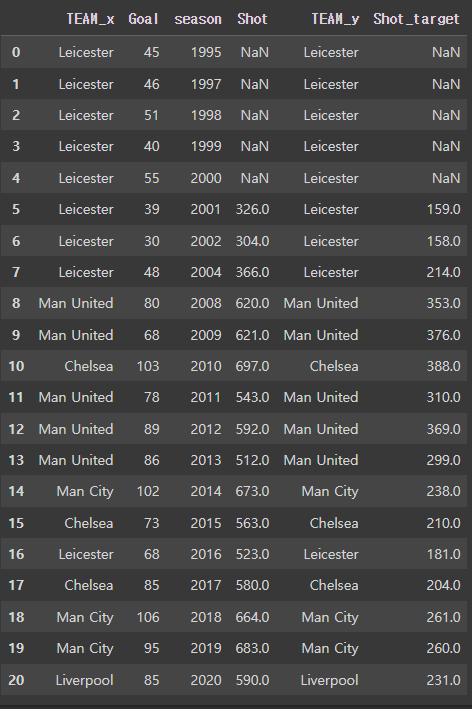 TEAM_x Goal season Shot TEAM_y Shot_target
0 Leicester 45 1995 NaN Leicester NaN
1 Leicester 46 1997 NaN Leicester NaN
2 Leicester 51 1998 NaN Leicester NaN
3 Leicester 40 1999 NaN Leicester NaN
4 Leicester 55 2000 NaN Leicester NaN
5 Leicester 39 2001 326.0 Leicester 159.0
6 Leicester 30 2002 304.0 Leicester 158.0
7 Leicester 48 2004 366.0 Leicester 214.0
8 Man United 80 2008 620.0 Man United 353.0
9 Man United 68 2009 621.0 Man United 376.0
10 Chelsea 103 2010 697.0 Chelsea 388.0
11 Man United 78 2011 543.0 Man United 310.0
12 Man United 89 2012 592.0 Man United 369.0
13 Man United 86 2013 512.0 Man United 299.0
14 Man City 102 2014 673.0 Man City 238.0
15 Chelsea 73 2015 563.0 Chelsea 210.0
16 Leicester 68 2016 523.0 Leicester 181.0
17 Chelsea 85 2017 580.0 Chelsea 204.0
18 Man City 106 2018 664.0 Man City 261.0
19 Man City 95 2019 683.0 Man City 260.0
20 Liverpool 85 2020 590.0 Liverpool 231.0